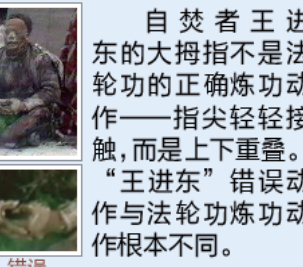 自焚者王进
东的大拇指不是法
轮功的正确炼功动
作——指尖轻轻接
触，而是上下重叠。
“王进东”错误动
作与法轮功炼功动
作根本不同。
错误